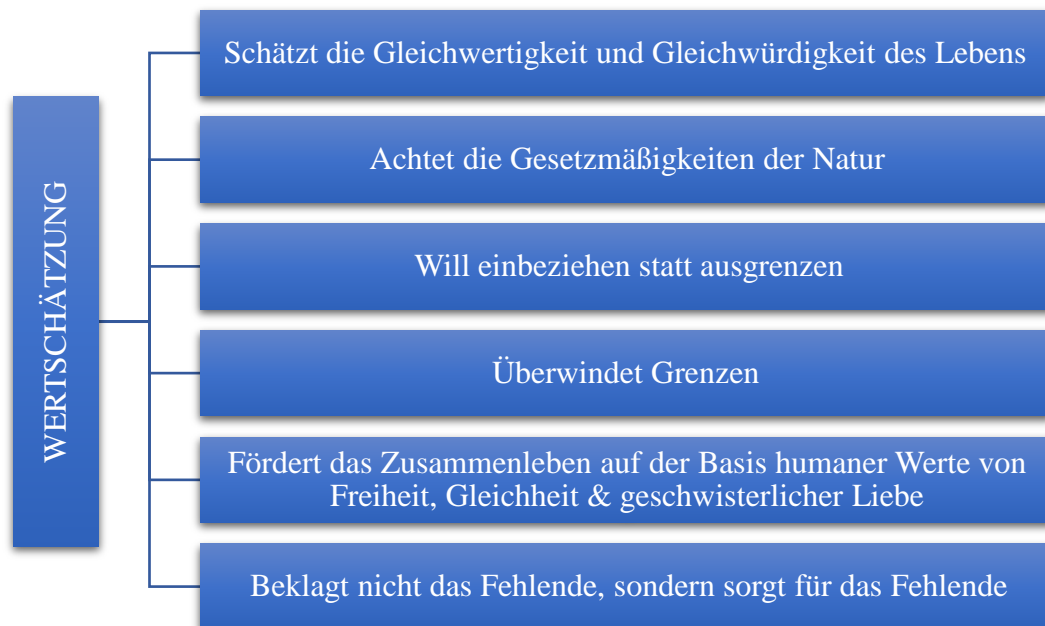 WERTSCHÄTZUNG
Schätzt die Gleichwertigkeit und Gleichwürdigkeit des Lebens
Achtet die Gesetzmäßigkeiten der Natur
Will einbeziehen statt ausgrenzen
Überwindet Grenzen
Fördert das Zusammenleben auf der Basis humaner Werte von
Freiheit, Gleichheit & geschwisterlicher Liebe
Beklagt nicht das Fehlende, sondern sorgt für das Fehlende